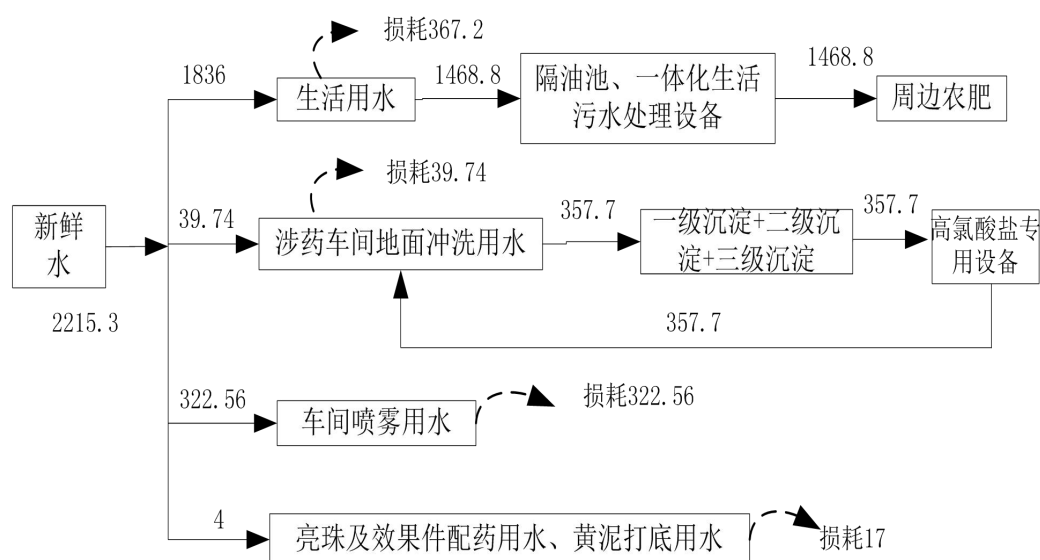 损耗367.2
1836
生活用水
1468.8
隔油池、一体化生活
污水处理设备
1468.8
周边农肥
损耗39.74
新鲜
水
2215.3
39.74
涉药车间地面冲洗用水
357.7
一级沉淀+二级沉
淀+三级沉淀
357.7
高氯酸盐专
用设备
357.7
322.56
车间喷雾用水
损耗322.56
4
亮珠及效果件配药用水、黄泥打底用水
损耗17